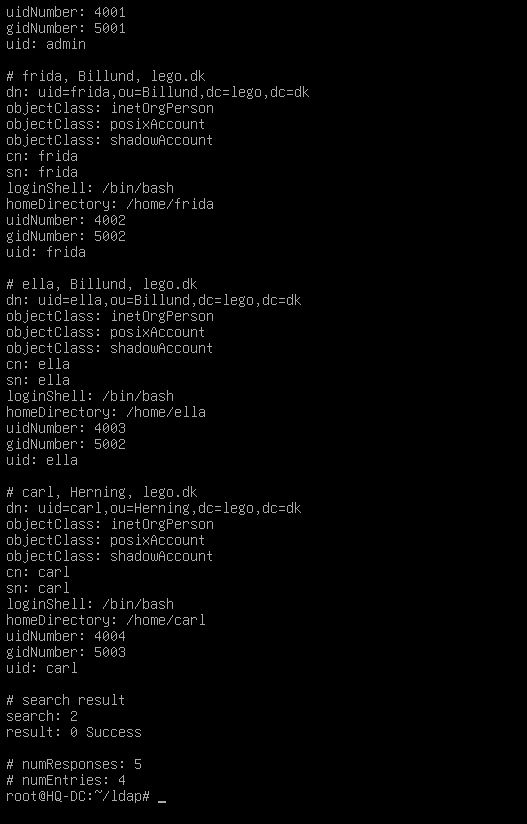 uidNumber: 4001
gidNumber: 5001
uid: admin

# frida, Billund, lego.dk
dn: uid=frida,ou=Billund,dc=lego,dc=dk
objectClass: inetOrgPerson
objectClass: posixAccount
objectClass: shadowAccount
cn: frida
sn: frida
loginShell: /bin/bash
homeDirectory: /home/frida
uidNumber: 4002
gidNumber: 5002
uid: frida

# ella, Billund, lego.dk
dn: uid=ella,ou=Billund,dc=lego,dc=dk
objectClass: inetOrgPerson
objectClass: posixAccount
objectClass: shadowAccount
cn: ella
sn: ella
loginShell: /bin/bash
homeDirectory: /home/ella
uidNumber: 4003
gidNumber: 5002
uid: ella

# carl, Herning, lego.dk
dn: uid=carl,ou=Herning,dc=lego,dc=dk
objectClass: inetOrgPerson
objectClass: posixAccount
objectClass: shadowAccount
cn: carl
sn: carl
loginShell: /bin/bash
homeDirectory: /home/carl
uidNumber: 4004
gidNumber: 5003
uid: carl

# search result
search: 2
result: 0 Success

# numResponses: 5
# numEntries: 4
root@HQ-DC:~/ldap# _